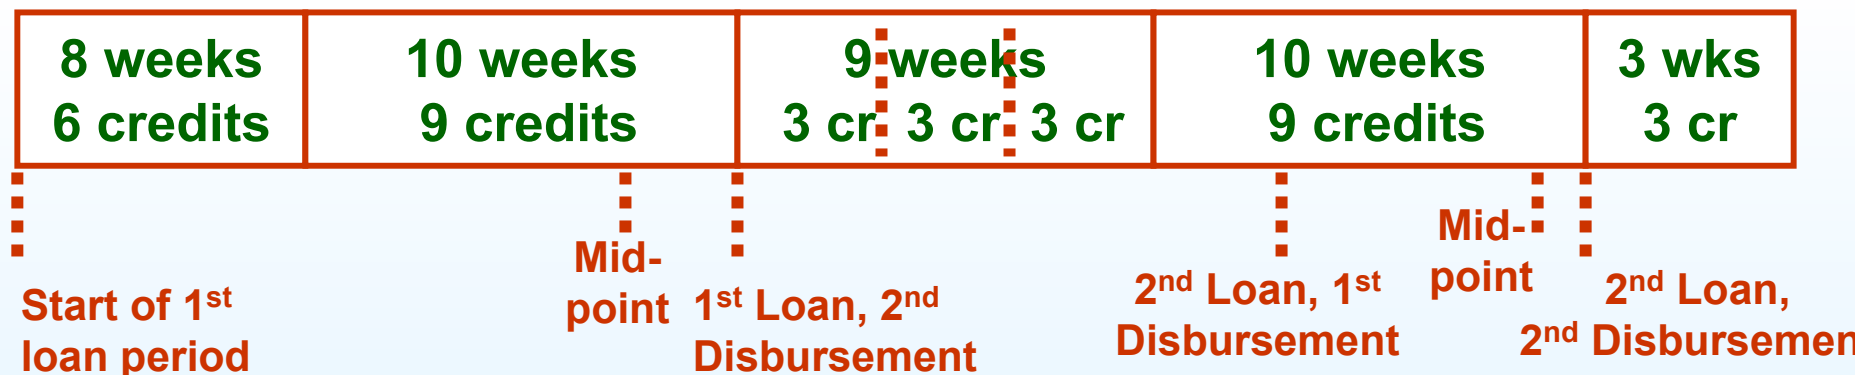 8 weeks
6 credits
10 weeks
9 credits
9 weeks
3 cr 3 cr 3 cr
10 weeks
9 credits
3 wks
3 cr
Start of 1st
loan period
Mid-
point
1st Loan, 2nd
Disbursement
2nd Loan, 1st
Disbursement
Mid-
point
2nd Loan,
2nd Disbursemen